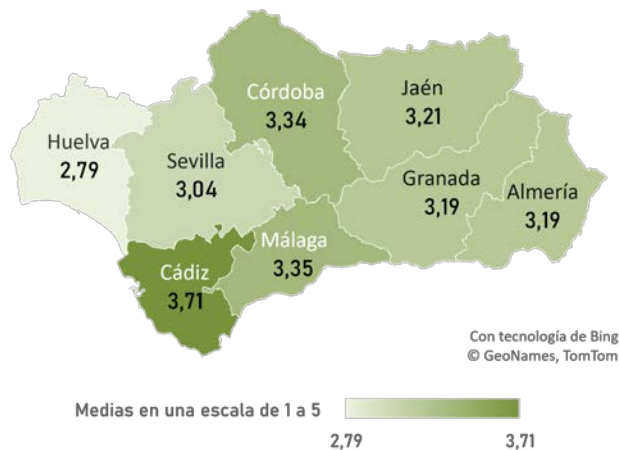 Córdoba
3,34
Jaén
3,21
Huelva
2,79
Sevilla
3,04
Granada
3,19
Almería
3,19
Málaga
3,35
Cádiz
3,71
Con tecnología de Bing
© GeoNames, TomTom
Medias en una escala de 1 a 5
2,79
3,71